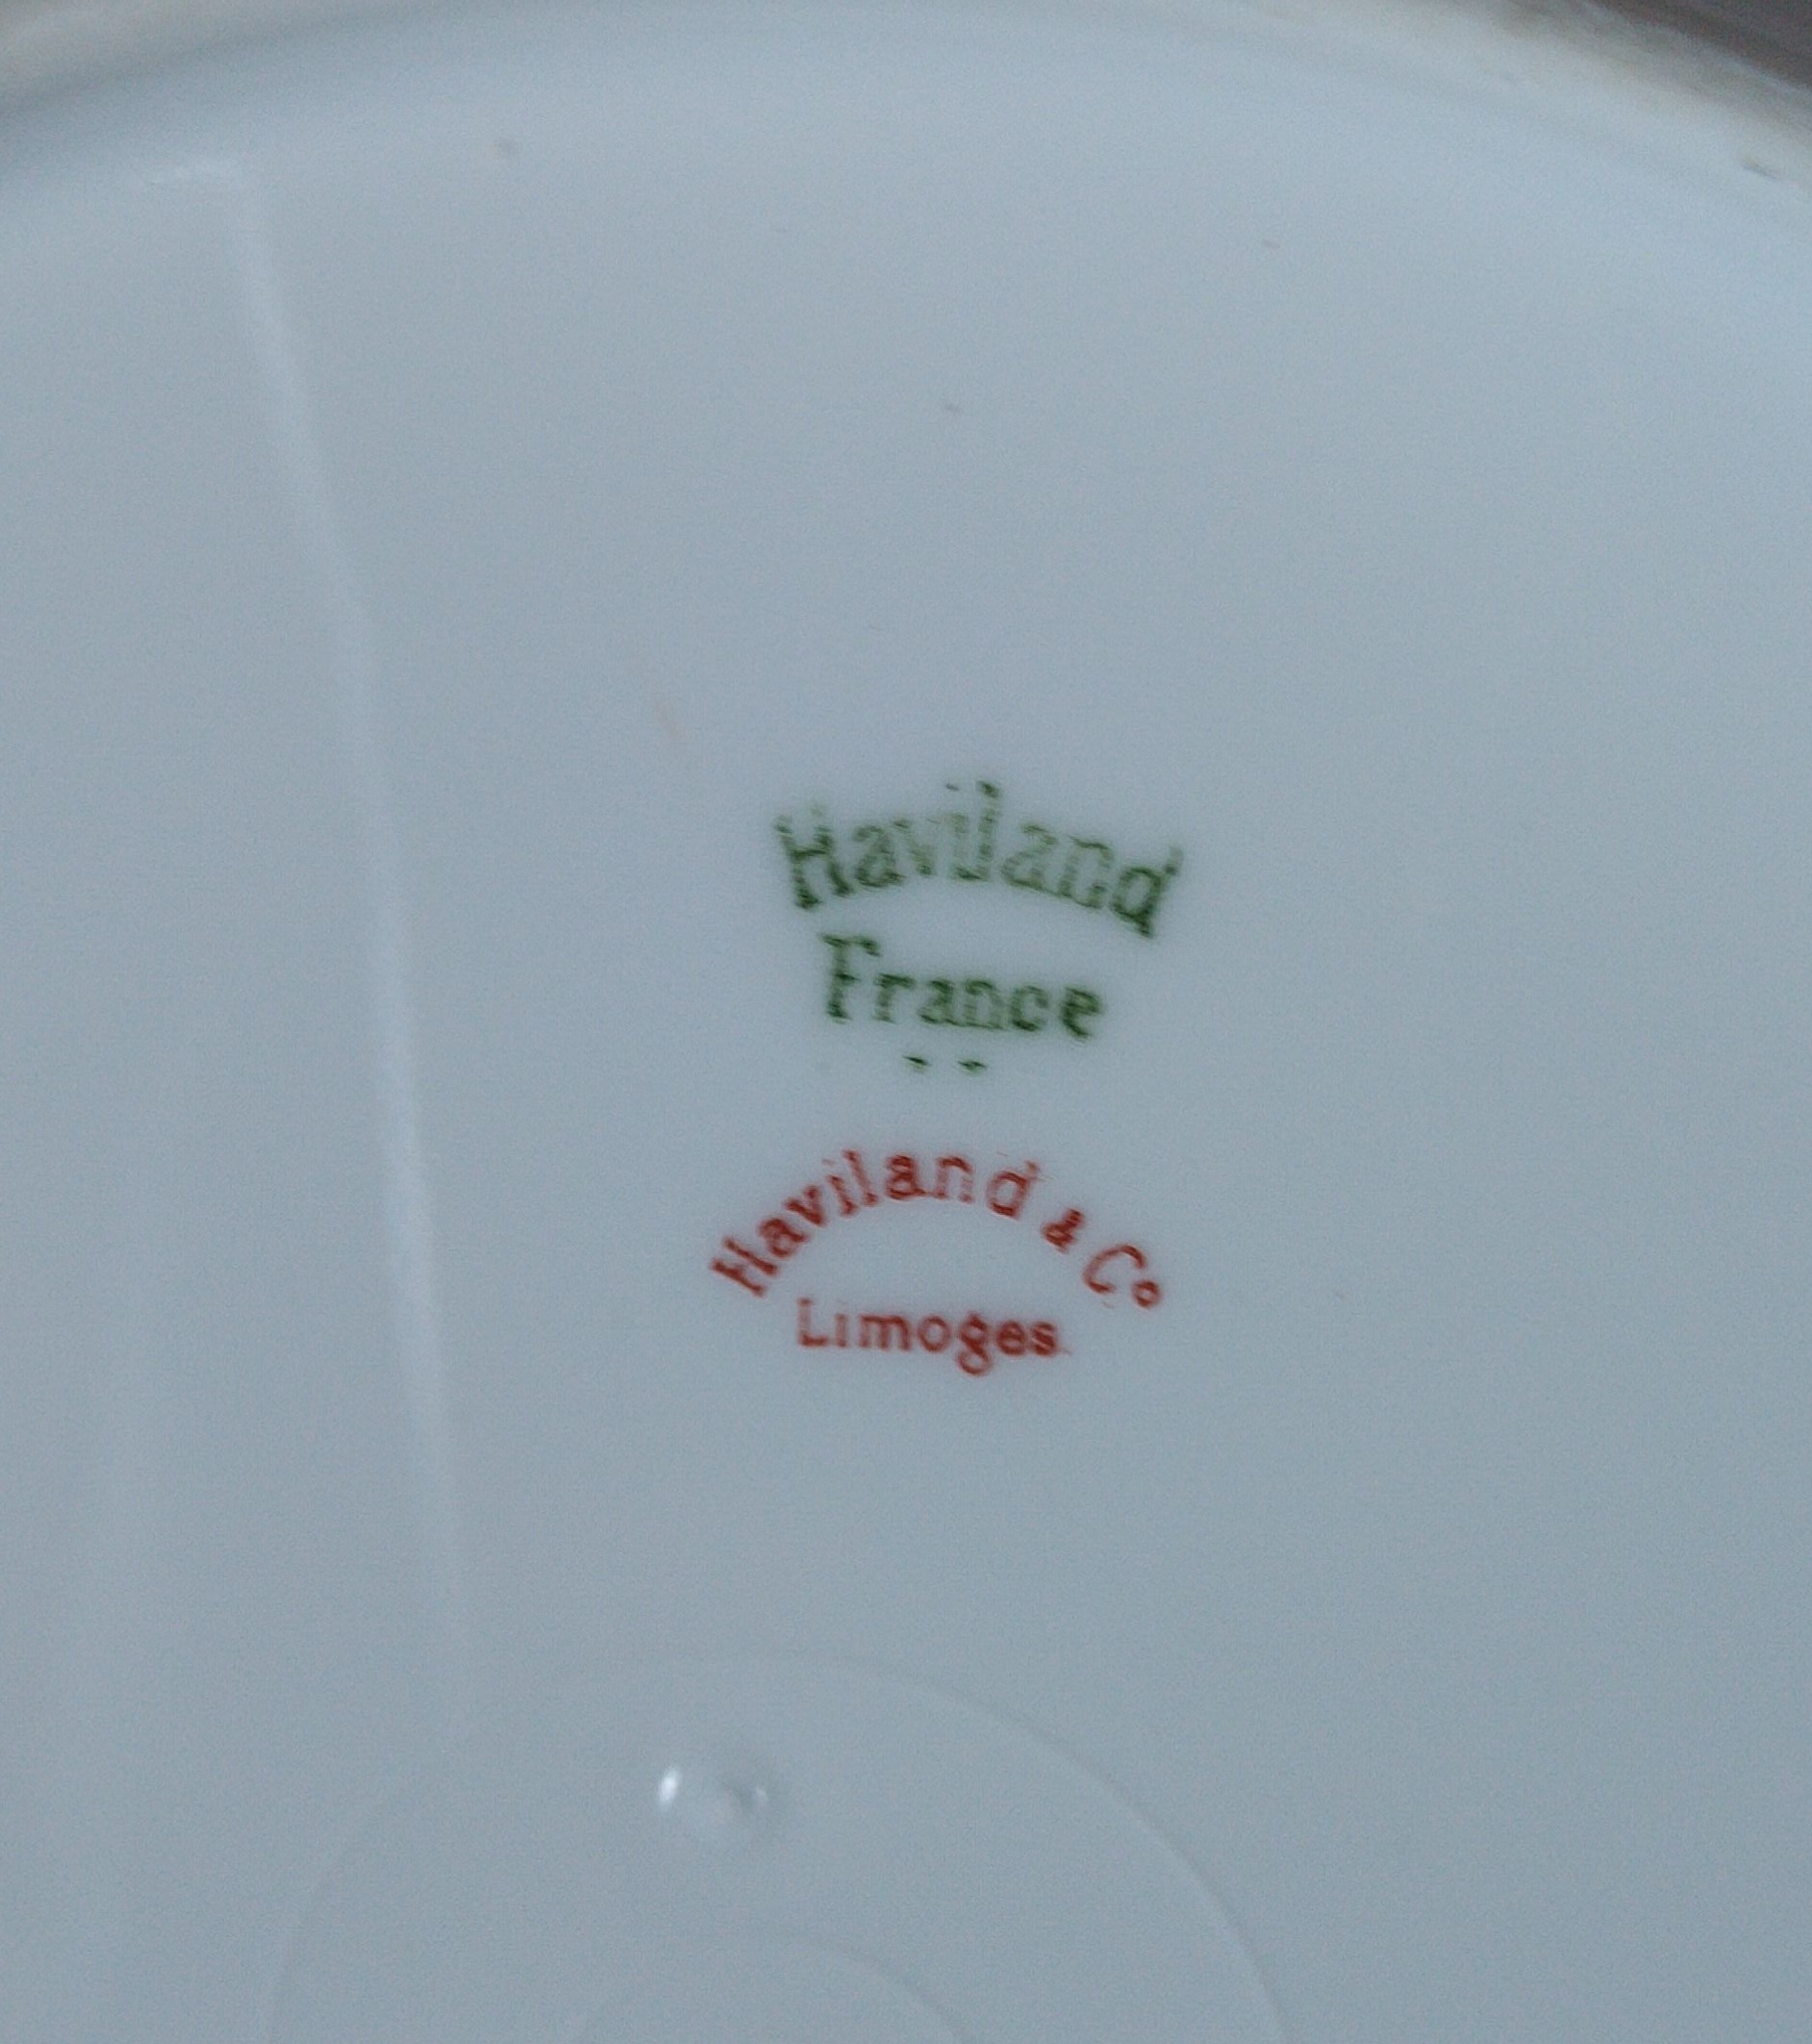 Haviland
France
Haviland & Co
Limoges.